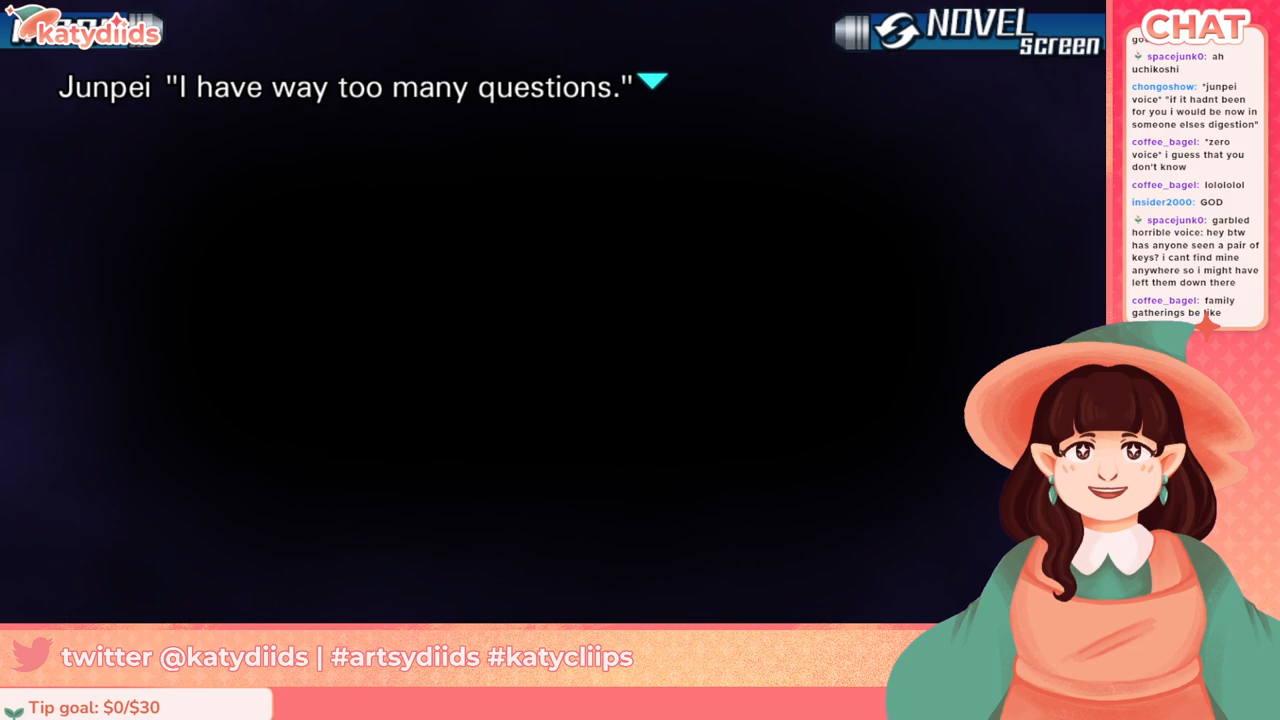 katydiids
NOVEL
screen
Junpei "I have way too many questions."
CHAT
spacejunk0: ah
uchikoshi
chongoshow: *junpei
voice* "if it hadnt been
for you i would be now in
someone elses digestion"
coffee_bagel: *zero
voice* i guess that you
don't know
coffee_bagel: lolololol
insider2000: GOD
spacejunk0: garbled
horrible voice: hey btw
has anyone seen a pair of
keys? i cant find mine
anywhere so i might have
left them down there
coffee_bagel: family
gatherings be like
twitter @katydiids | #artsydiids #katycliips
Tip goal: $0/$30